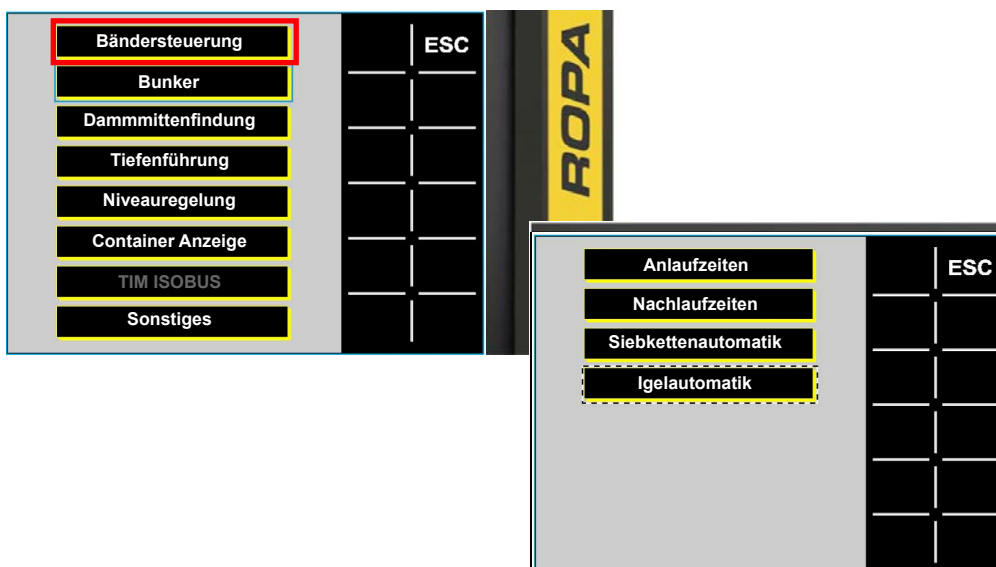 Bändersteuerung
ESC
Bunker
Dammmittenfindung
Tiefenführung
Niveauregelung
Container Anzeige
TIM ISOBUS
Sonstiges
ROPA
Anlaufzeiten
ESC
Nachlaufzeiten
Siebkettenautomatik
Igelautomatik